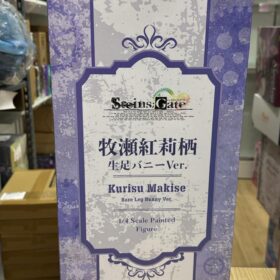 Steins;Gate
牧瀬紅莉栖
生足バニーVer.
Kurisu Makise
Bare Leg Bunny Ver.
1/4 Scale Painted
Figure